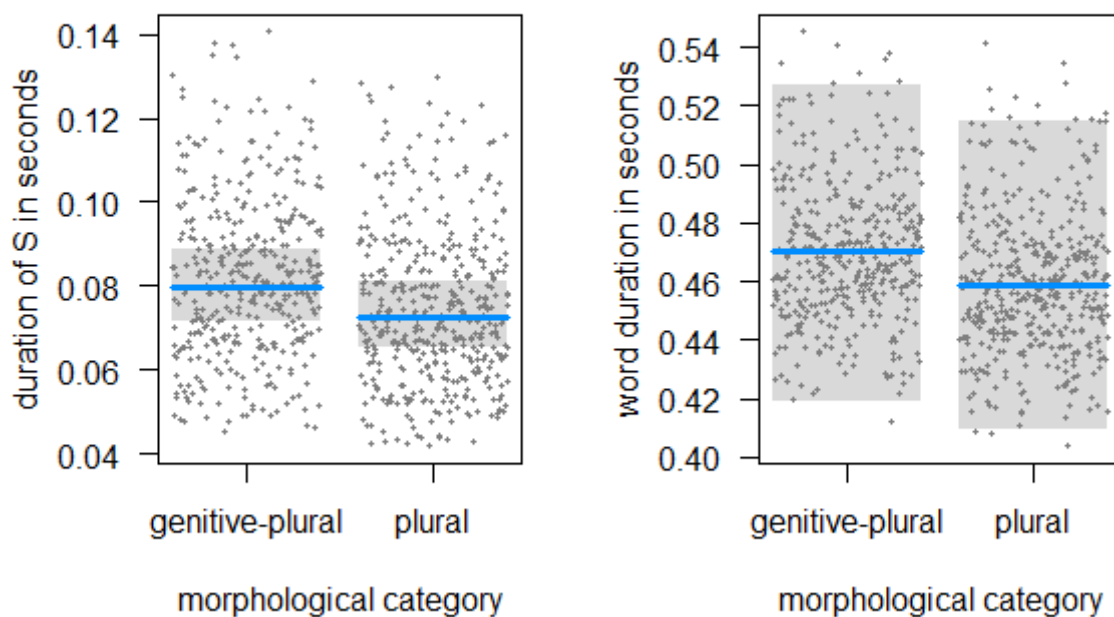 duration of S in seconds
0.14
0.12
0.10
0.08
0.06
0.04
genitive-plural plural
morphological category
word duration in seconds
0.54
0.52
0.50
0.48
0.46
0.44
0.42
0.40
genitive-plural plural
morphological category